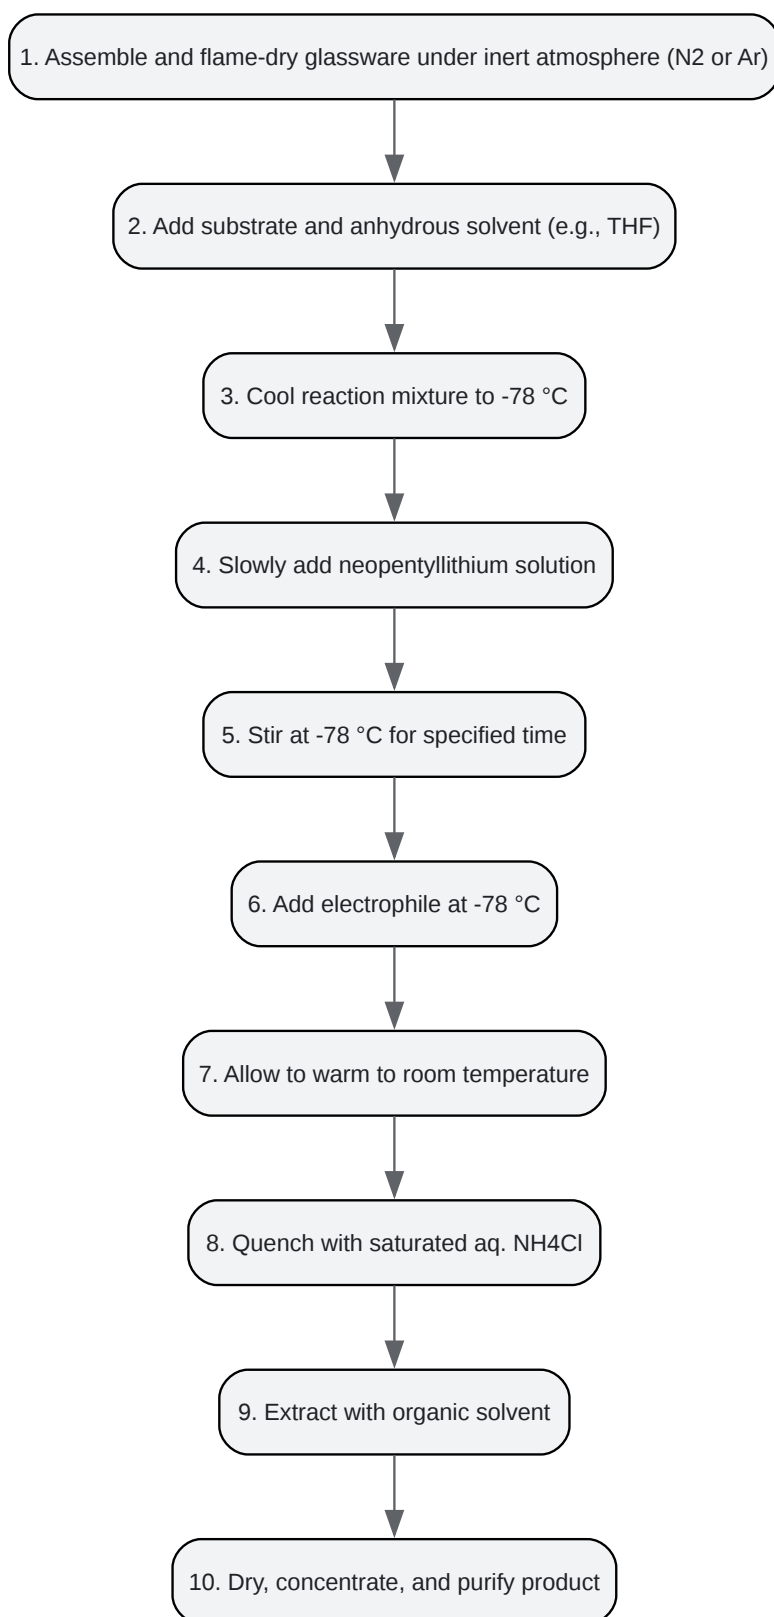 1. Assemble and flame-dry glassware under inert atmosphere (N2 or Ar)
2. Add substrate and anhydrous solvent (e.g., THF)
3. Cool reaction mixture to -78 °C
4. Slowly add neopentyllithium solution
5. Stir at -78 °C for specified time
6. Add electrophile at -78 °C
7. Allow to warm to room temperature
8. Quench with saturated aq. NH4Cl
9. Extract with organic solvent
10. Dry, concentrate, and purify product